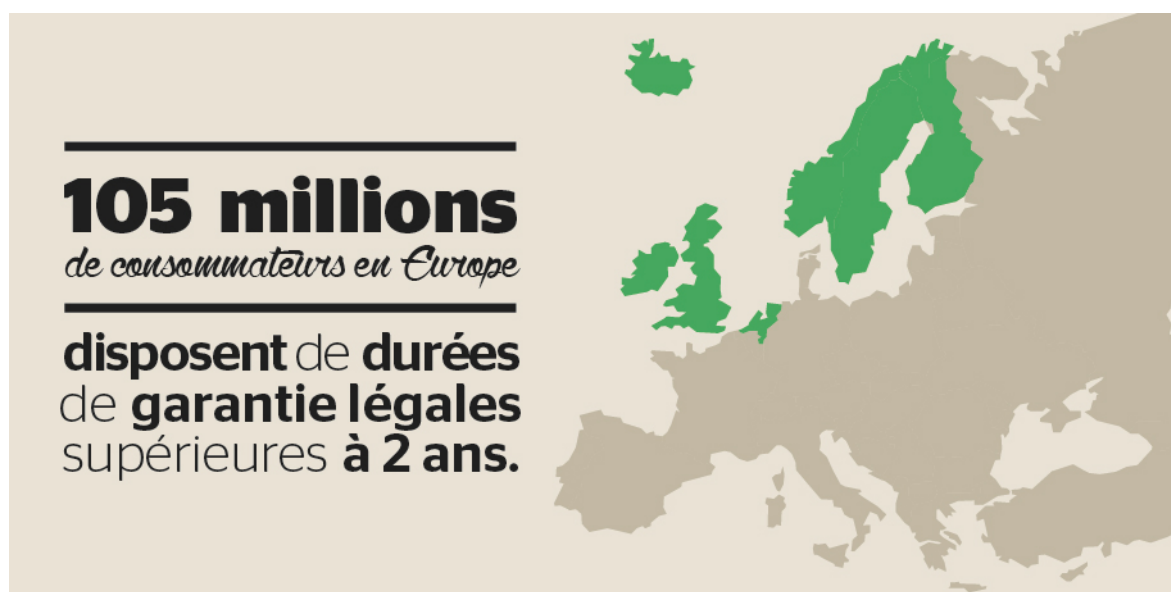 105 millions
de consommateurs en Europe
disposent de durées
de garantie légales
supérieures à 2 ans.